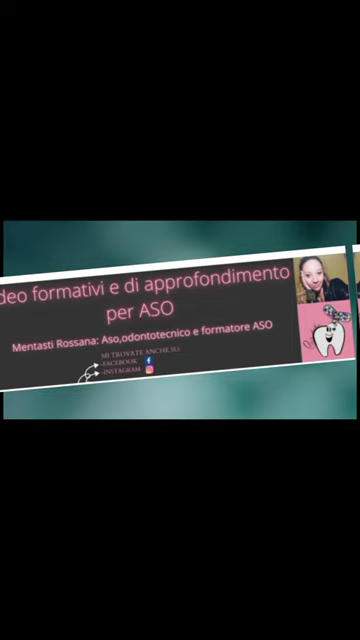 deo formativi e di approfondimento
per ASO
Mentasti Rossana: Aso,odontotecnico e formatore ASO
MI TROVATE ANCHE SU:
-FACEBOOK
-INSTAGRAM